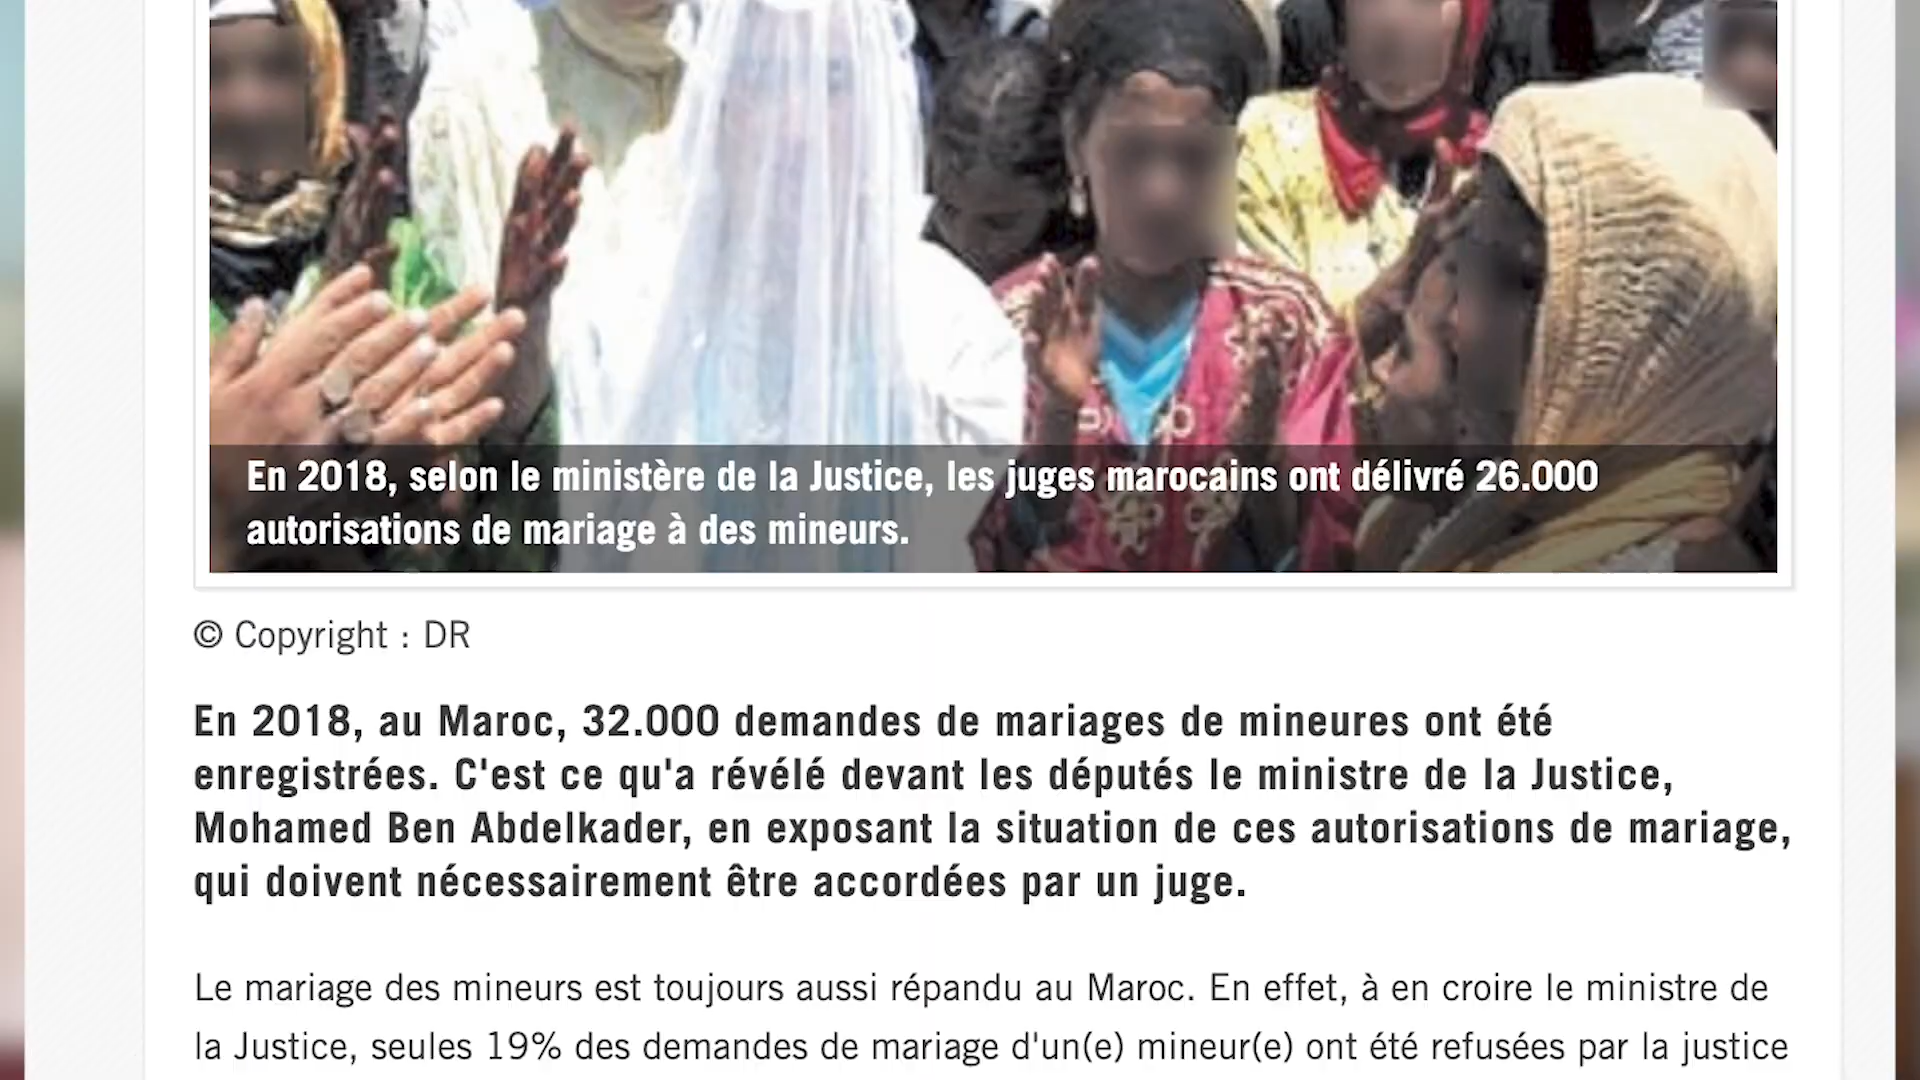 En 2018, selon le ministère de la Justice, les juges marocains ont délivré 26.000
autorisations de mariage à des mineurs.
© Copyright : DR
En 2018, au Maroc, 32.000 demandes de mariages de mineures ont été
enregistrées. C'est ce qu'a révélé devant les députés le ministre de la Justice,
Mohamed Ben Abdelkader, en exposant la situation de ces autorisations de mariage,
qui doivent nécessairement être accordées par un juge.
Le mariage des mineurs est toujours aussi répandu au Maroc. En effet, à en croire le ministre de
la Justice, seules 19% des demandes de mariage d'un(e) mineur(e) ont été refusées par la justice